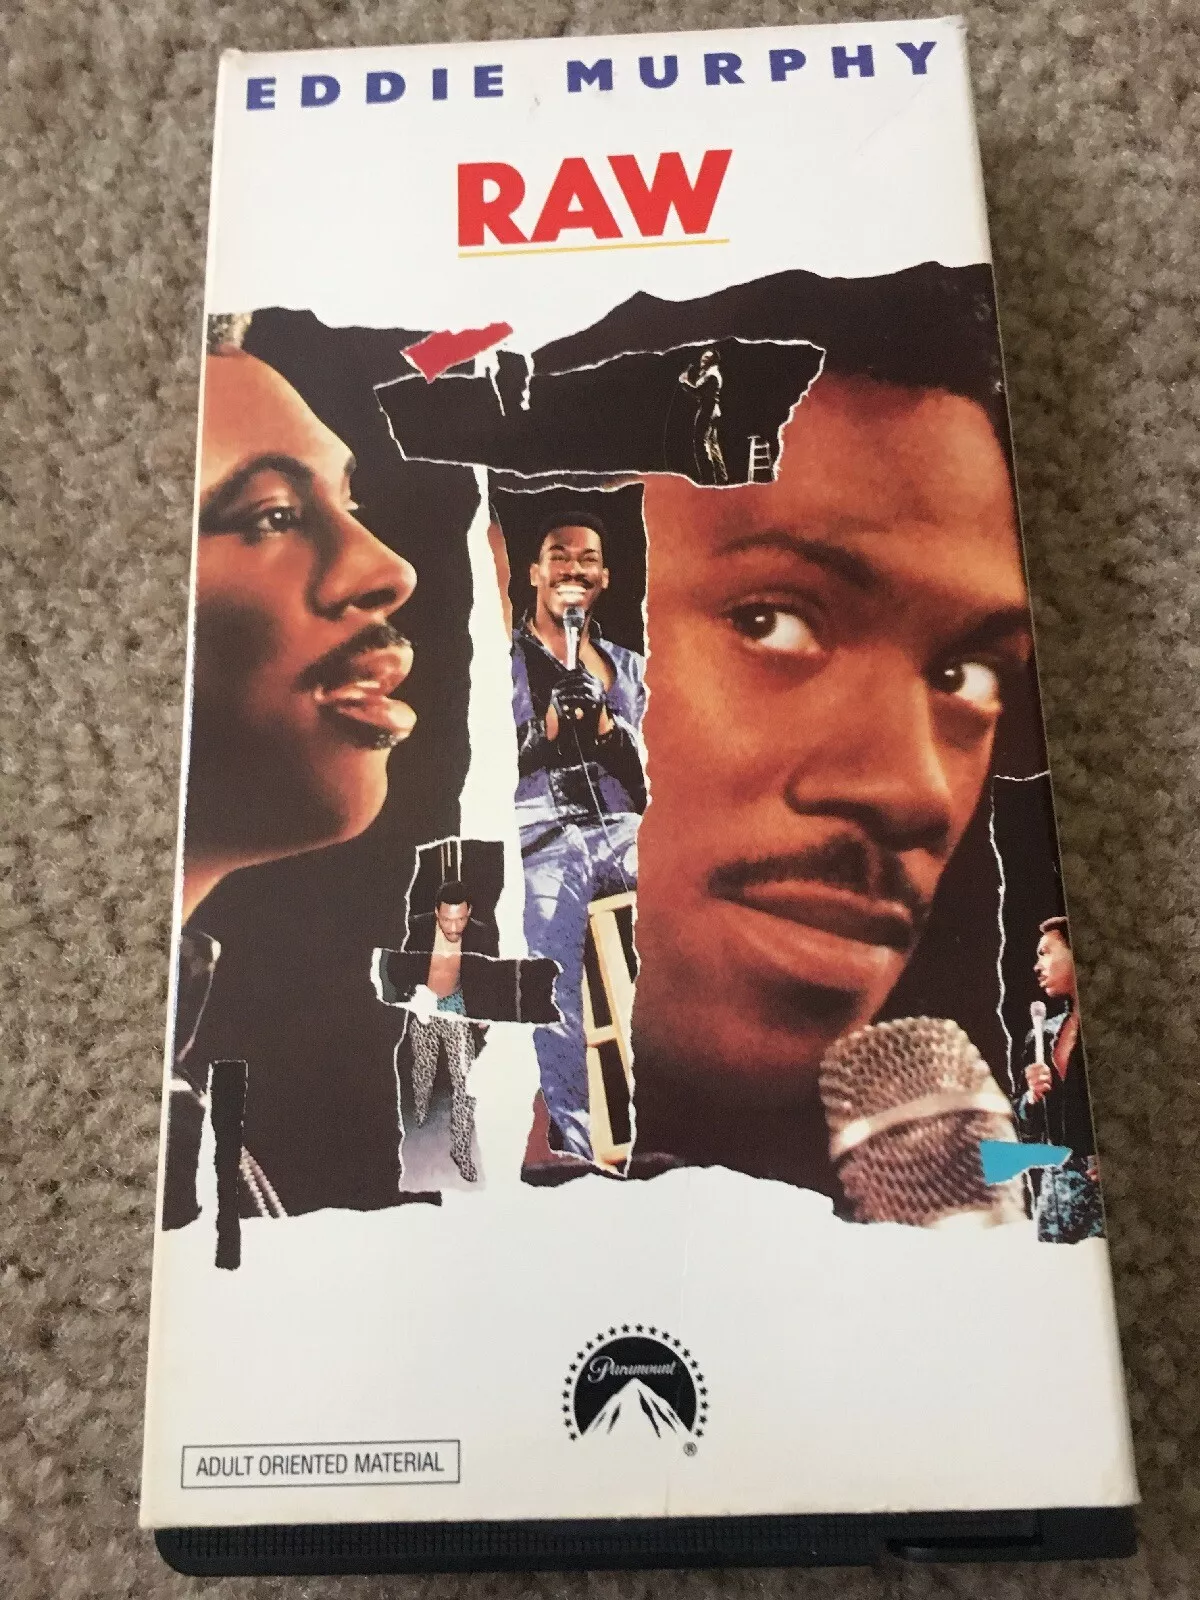 EDDIE MURPHY
RAW
Paramount
®
ADULT ORIENTED MATERIAL